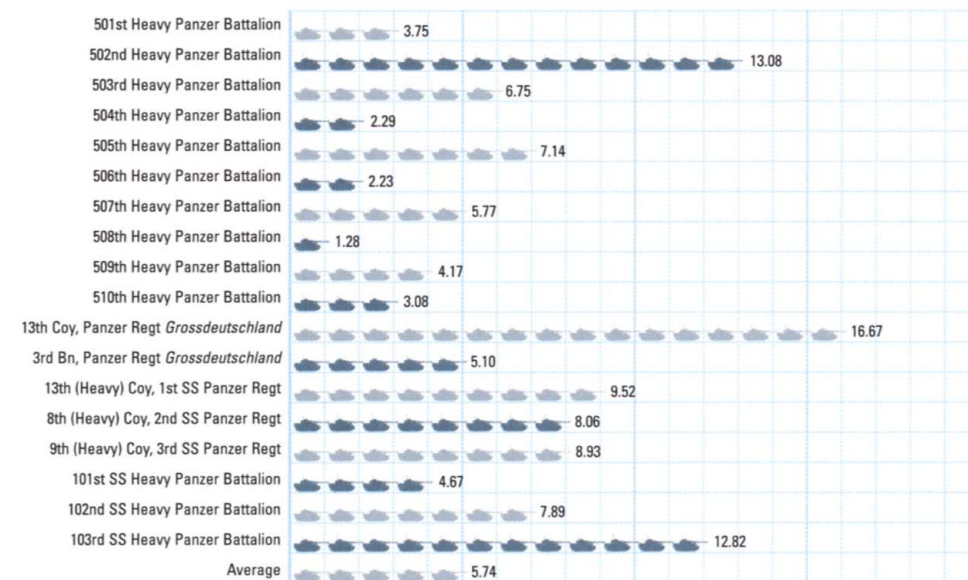 501st Heavy Panzer Battalion 3.75
502nd Heavy Panzer Battalion 13.08
503rd Heavy Panzer Battalion 6.75
504th Heavy Panzer Battalion 2.29
505th Heavy Panzer Battalion 7.14
506th Heavy Panzer Battalion 2.23
507th Heavy Panzer Battalion 5.77
508th Heavy Panzer Battalion 1.28
509th Heavy Panzer Battalion 4.17
510th Heavy Panzer Battalion 3.08
13th Coy, Panzer Regt Grossdeutschland 16.67
3rd Bn, Panzer Regt Grossdeutschland 5.10
13th (Heavy) Coy, 1st SS Panzer Regt 9.52
8th (Heavy) Coy, 2nd SS Panzer Regt 8.06
9th (Heavy) Coy, 3rd SS Panzer Regt 8.93
101st SS Heavy Panzer Battalion 4.67
102nd SS Heavy Panzer Battalion 7.89
103rd SS Heavy Panzer Battalion 12.82
Average 5.74